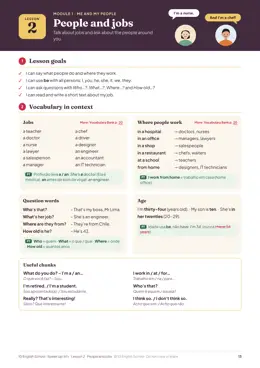 LESSON
2
MODULE 1 · ME AND MY PEOPLE
People and jobs
Talk about jobs and ask about the people around
you
I'm a nurse.
And I'm a chef!
1 Lesson goals
I can say what people do and where they work.
I can use be with all persons: I, you, he, she, it, we, they.
I can ask questions with Who…?, What…?, Where…? and How old…?
I can read and write a short text about my job.
2 Vocabulary in context
Jobs
a teacher
a doctor
a nurse
a lawyer
a salesperson
a manager
a chef
a driver
a designer
an engineer
an accountant
an IT technician
Where people work
in a hospital → doctors, nurses
in an office → managers, lawyers
in a shop → salespeople
in a restaurant → chefs, waiters
at school → teachers
from home → designers, IT technicians
Question words
Who's that? – That's my boss, Mr Lima.
What's her job? – She's an engineer.
Where are they from? – They're from Chile.
How old is he? – He's 41.
Age
I'm thirty-four (years old). · My son is ten. · She's in
her twenties (20–29).
Useful chunks
What do you do? – I'm a / an…
I'm retired. / I'm a student.
Really? That's interesting!
I work in / at / for…
Who's that?
I think so. / I don't think so.